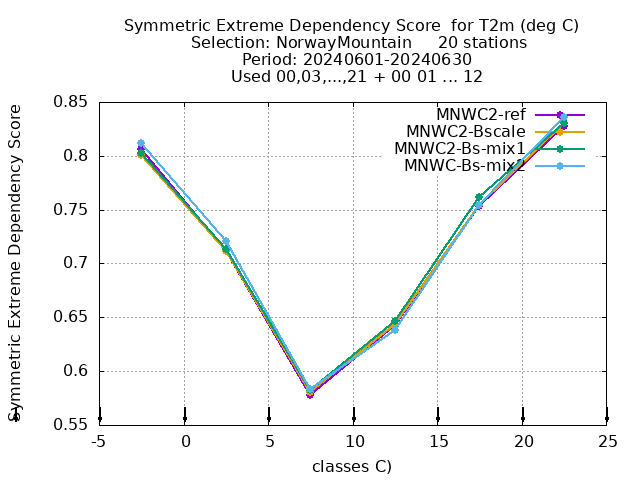 Symmetric Extreme Dependency Score  for T2m (deg C)
Selection: NorwayMountain     20 stations
Period: 20240601-20240630
Used 00,03,...,21 + 00 01 ... 12
Symmetric Extreme Dependency Score
0.85
0.8
0.75
0.7
0.65
0.6
0.55
MNWC2-ref
MNWC2-Bscale
MNWC2-Bs-mix1
MNWC-Bs-mix2
-5
0
5
10
15
20
25
classes C)